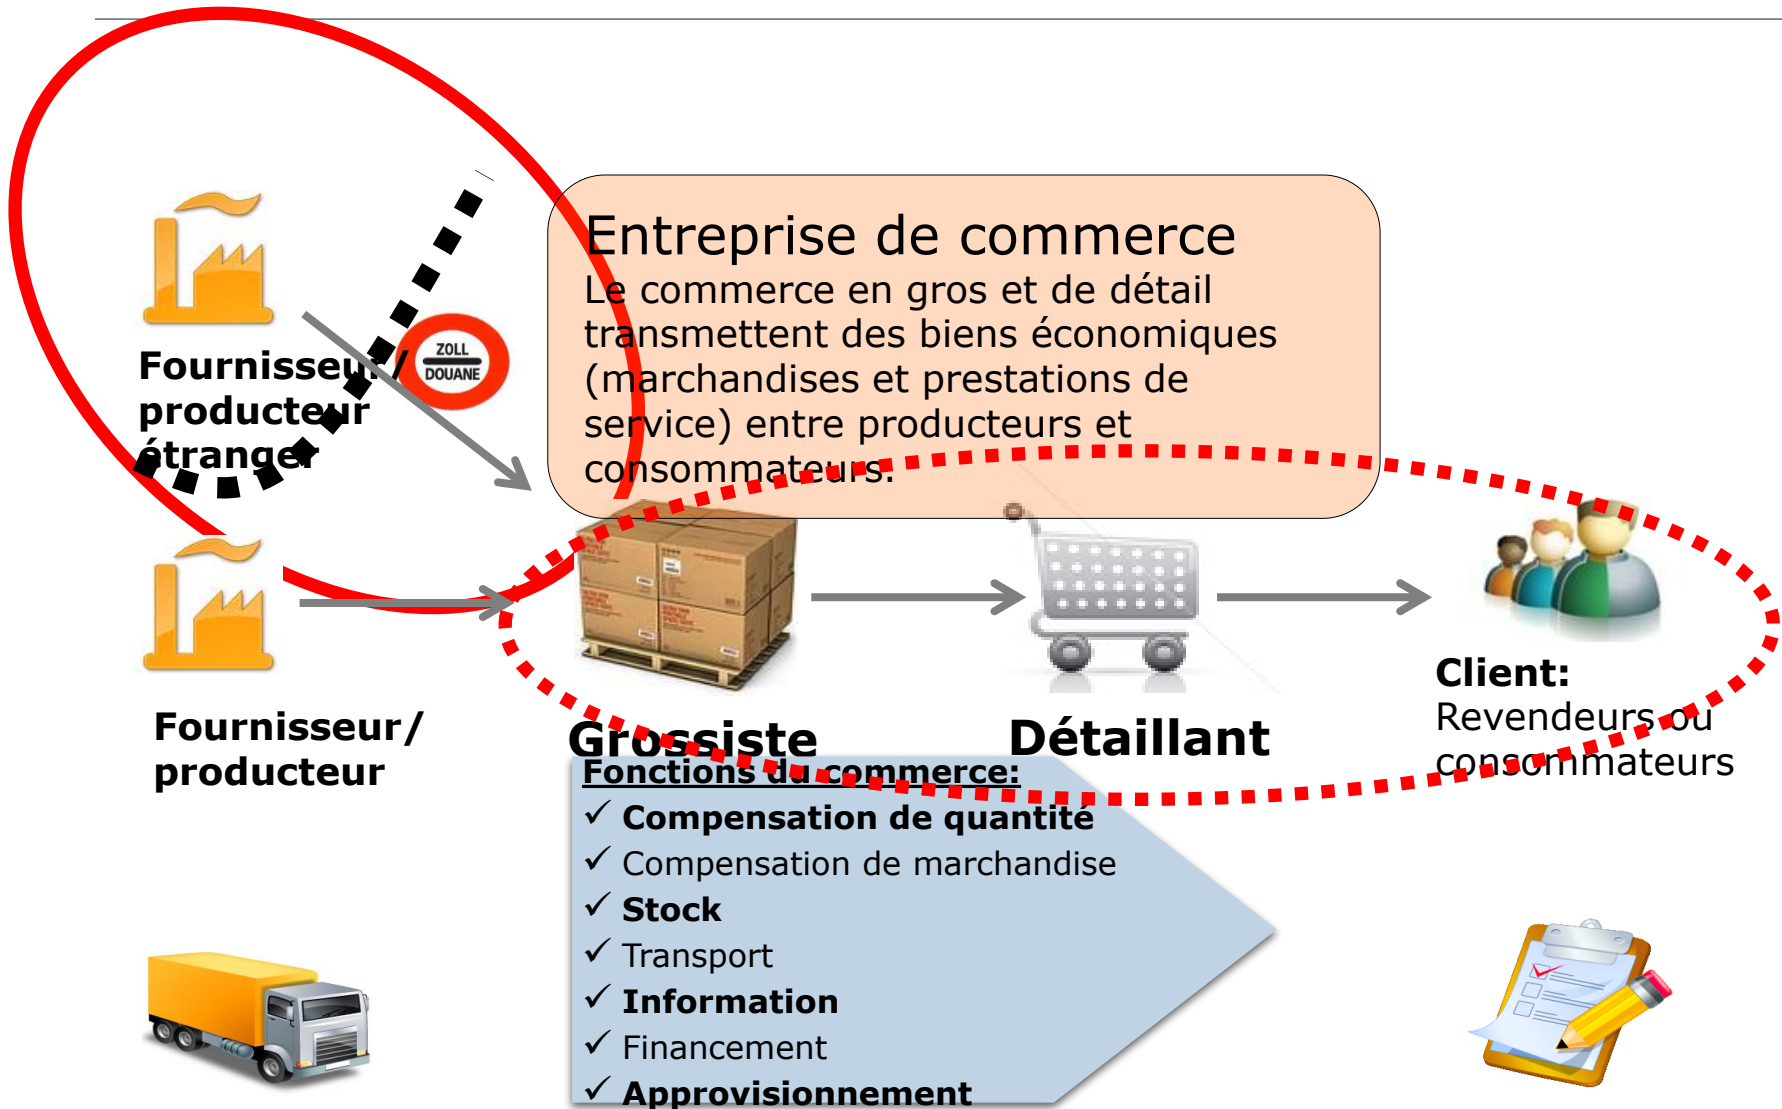 Entreprise de commerce
Le commerce en gros et de détail
transmettent des biens économiques
(marchandises et prestations de
service) entre producteurs et
consommateurs.
Fournisseur/
producteur
étranger
ZOLL
DOUANE
Fournisseur/
producteur
Grossiste
Détaillant
Client:
Revendeurs ou
consommateurs
Fonctions du commerce:
✓ Compensation de quantité
✓ Compensation de marchandise
✓ Stock
✓ Transport
✓ Information
✓ Financement
✓ Approvisionnement